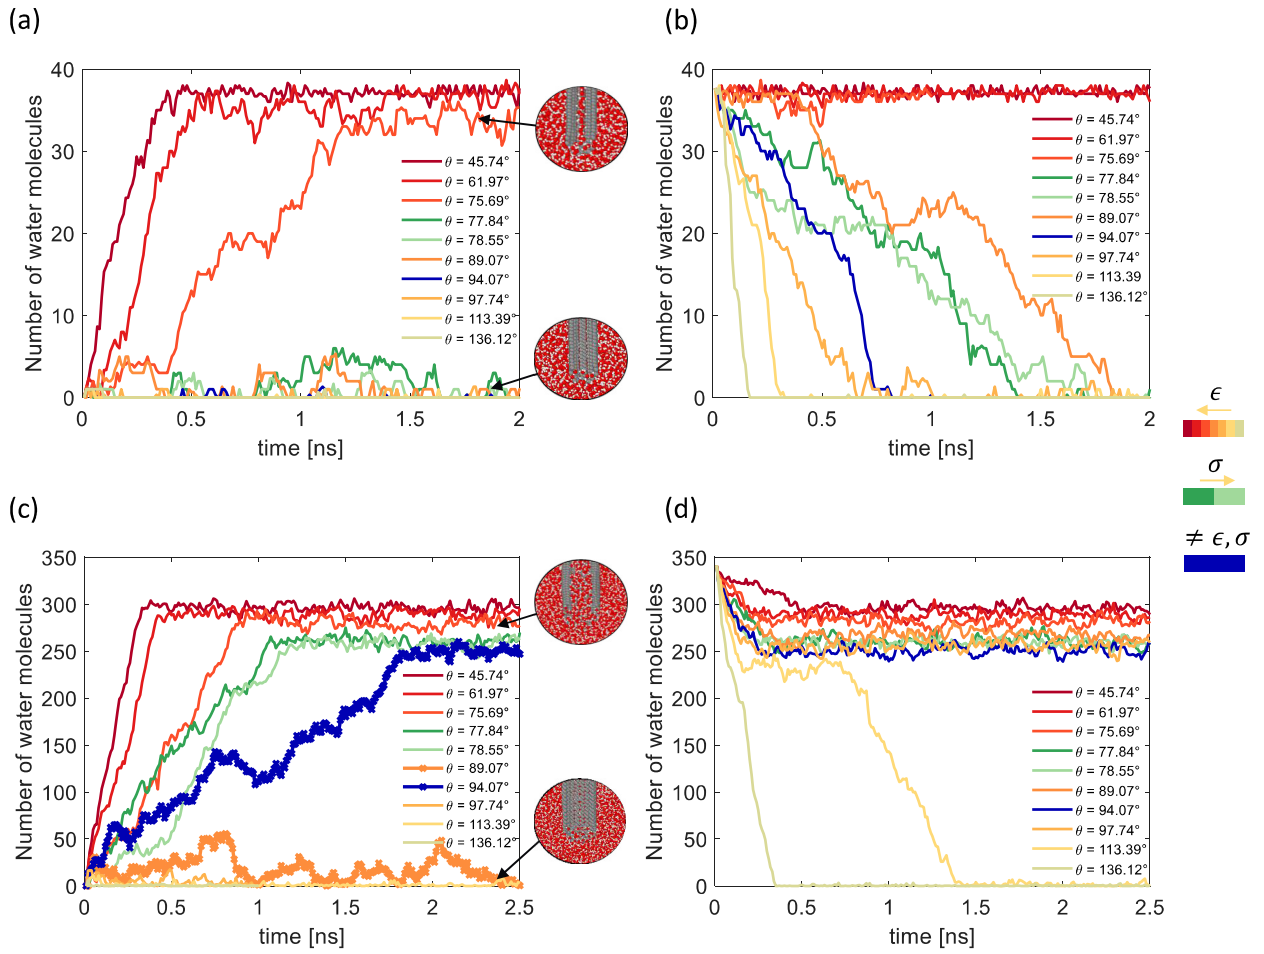 (a)
Number of water molecules
40
30
20
10
0
0
0.5
1
1.5
2
time [ns]
θ = 45.74°
θ = 61.97°
θ = 75.69°
θ = 77.84°
θ = 78.55°
θ = 89.07°
θ = 94.07°
θ = 97.74°
θ = 113.39°
θ = 136.12°
(b)
Number of water molecules
40
30
20
10
0
0
0.5
1
1.5
2
time [ns]
θ = 45.74°
θ = 61.97°
θ = 75.69°
θ = 77.84°
θ = 78.55°
θ = 89.07°
θ = 94.07°
θ = 97.74°
θ = 113.39
θ = 136.12°
ϵ
σ
≠ ϵ, σ
(c)
Number of water molecules
350
300
250
200
150
100
50
0
0
0.5
1
1.5
2
2.5
time [ns]
θ = 45.74°
θ = 61.97°
θ = 75.69°
θ = 77.84°
θ = 78.55°
θ = 89.07°
θ = 94.07°
θ = 97.74°
θ = 113.39°
θ = 136.12°
(d)
Number of water molecules
350
300
250
200
150
100
50
0
0
0.5
1
1.5
2
2.5
time [ns]
θ = 45.74°
θ = 61.97°
θ = 75.69°
θ = 77.84°
θ = 78.55°
θ = 89.07°
θ = 94.07°
θ = 97.74°
θ = 113.39°
θ = 136.12°